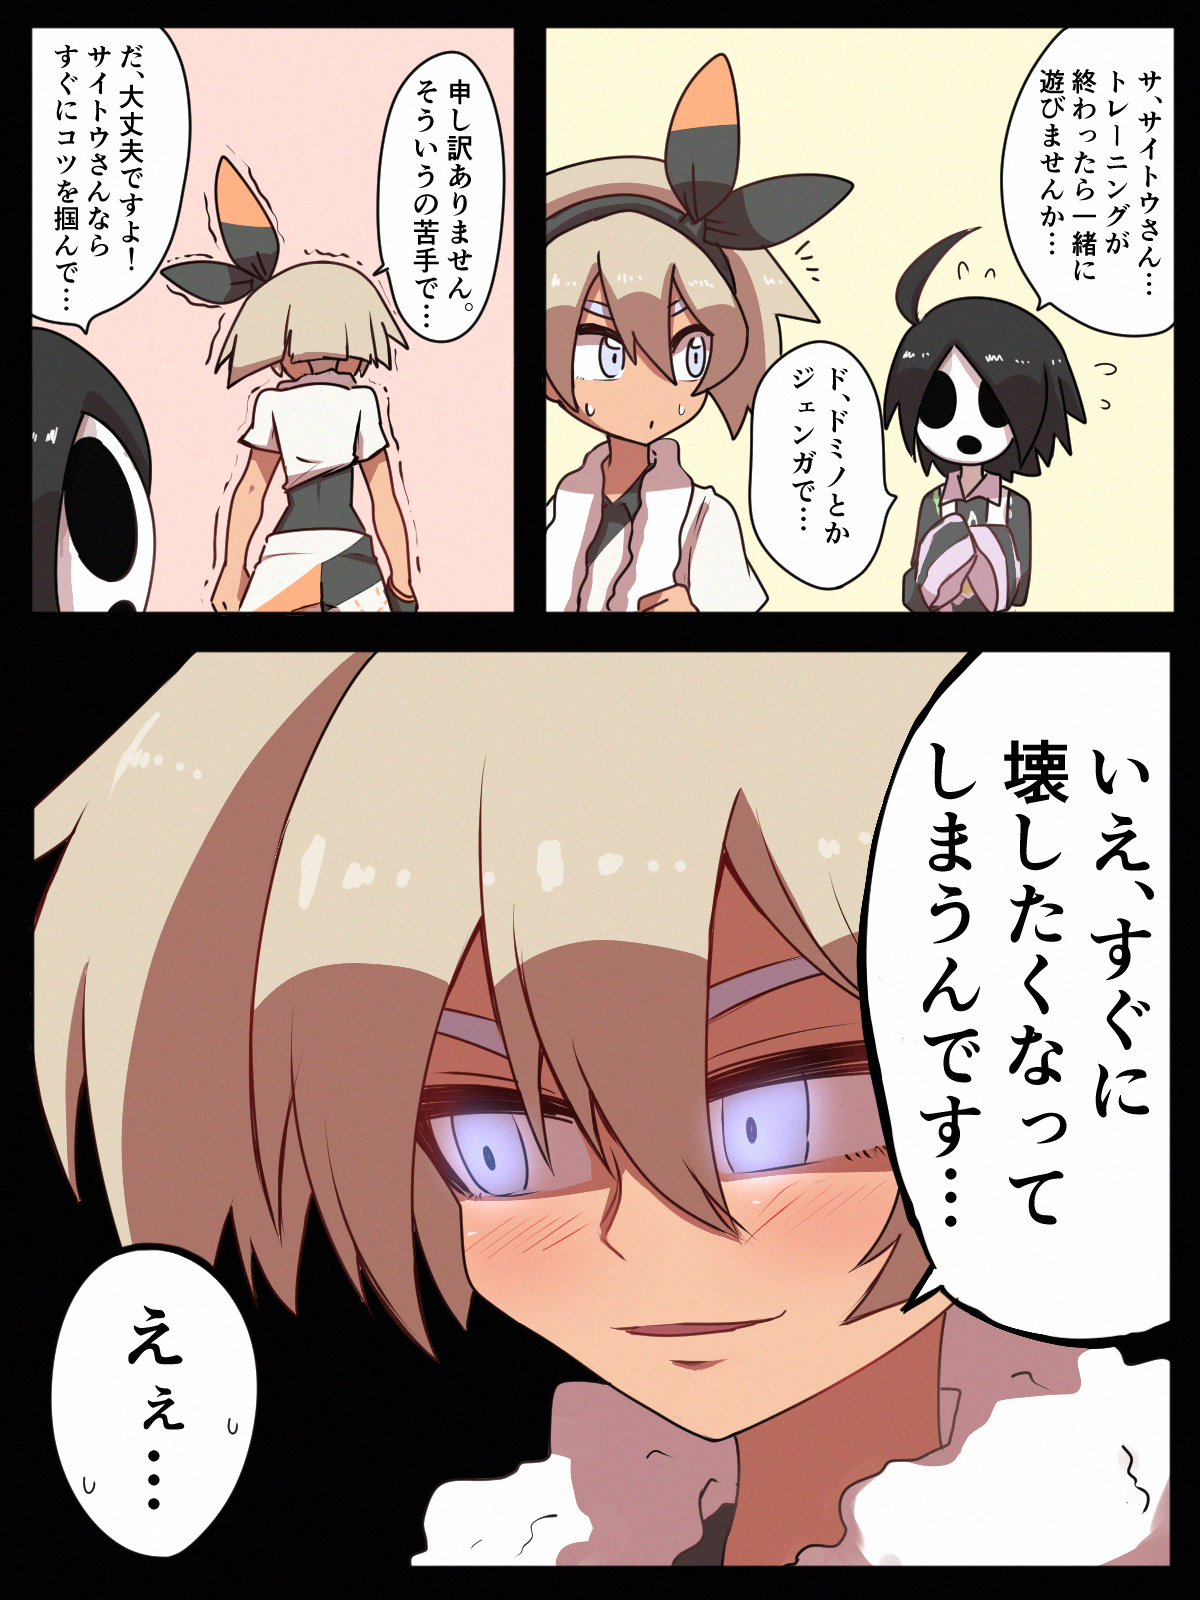 サ、サイトウさん…
トレーニングが
終わったら一緒に
遊びませんか…
ド、ドミノとか
ジェンガで…
申し訳ありません。
そういうの苦手で…
だ、大丈夫ですよ！
サイトウさんなら
すぐにコツを掴んで…
いえ、すぐに
壊したくなって
しまうんです…
えぇ…